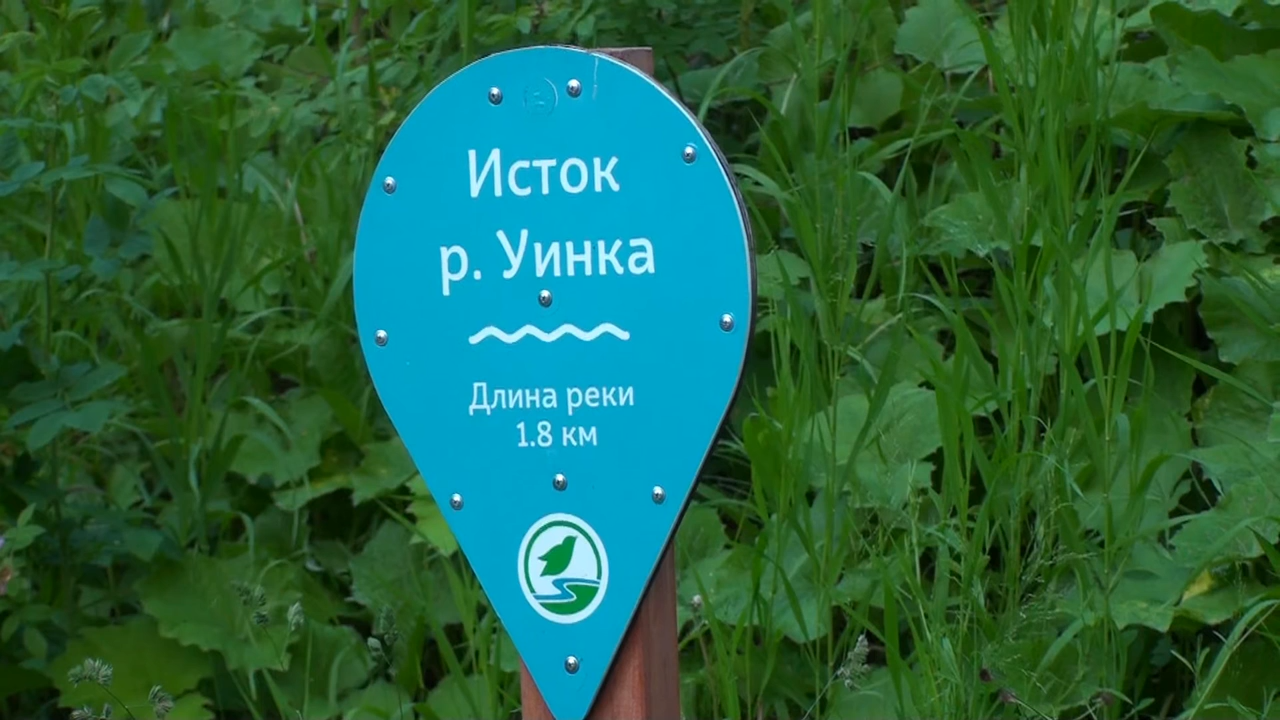 Исток
р. Уинка
Длина реки
1.8 км